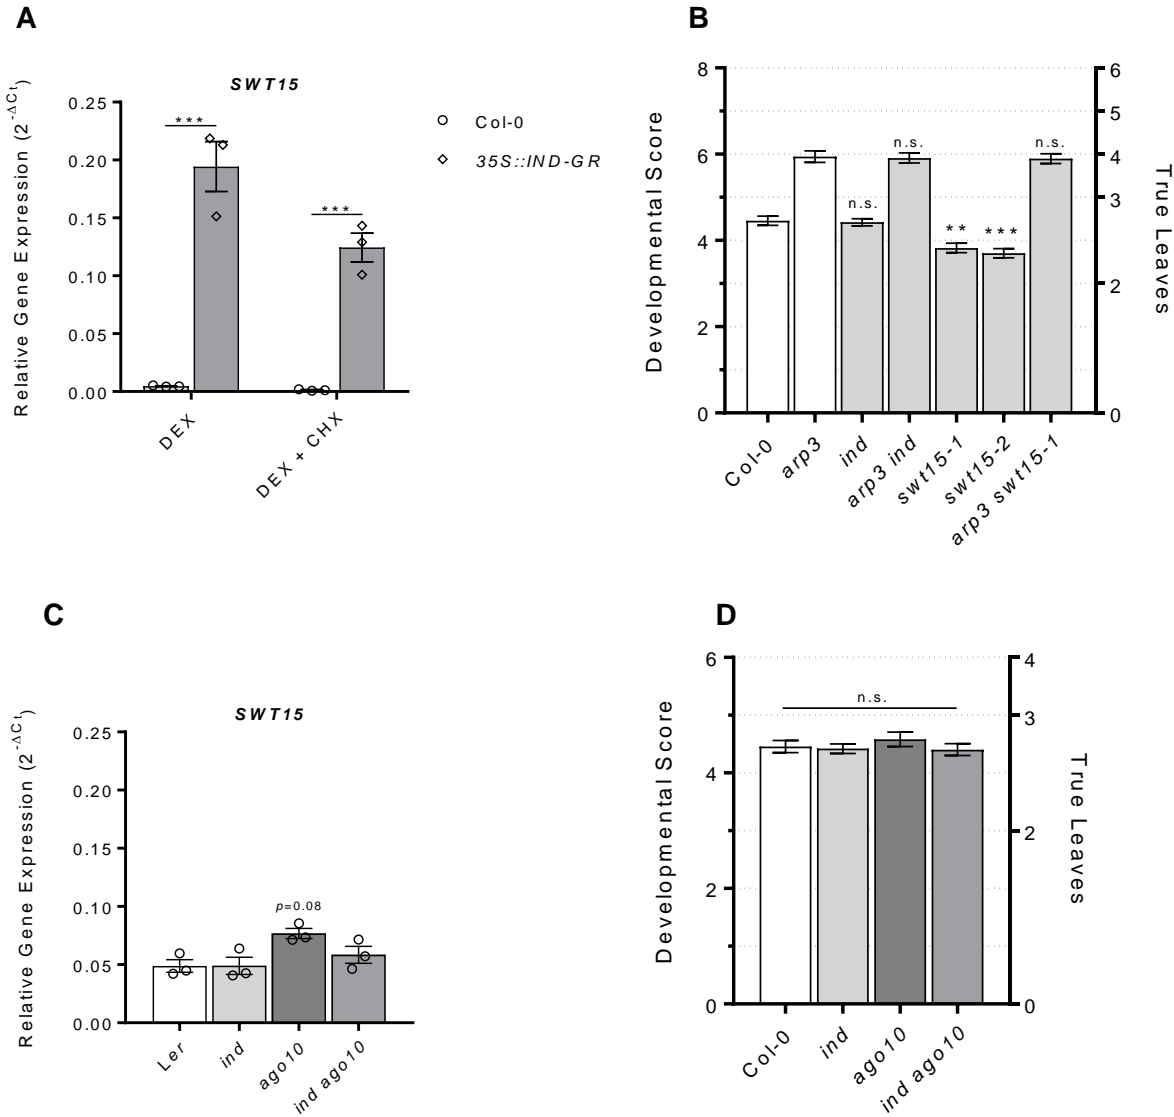 A
SWT15
Relative Gene Expression (2^-ΔCt)
0.25
0.20
0.15
0.10
0.05
0.00
***
***
DEX
DEX + CHX
Col-0
35S::IND-GR
B
Developmental Score
8
6
4
2
0
n.s.
n.s.
**
***
n.s.
6
5
4
3
2
0
True Leaves
Col-0
arp3
ind
arp3 ind
swt15-1
swt15-2
arp3 swt15-1
C
SWT15
Relative Gene Expression (2^-ΔCt)
0.25
0.20
0.15
0.10
0.05
0.00
p=0.08
Ler
ind
ago10
ind ago10
D
Developmental Score
6
4
2
0
n.s.
4
3
2
0
True Leaves
Col-0
ind
ago10
ind ago10